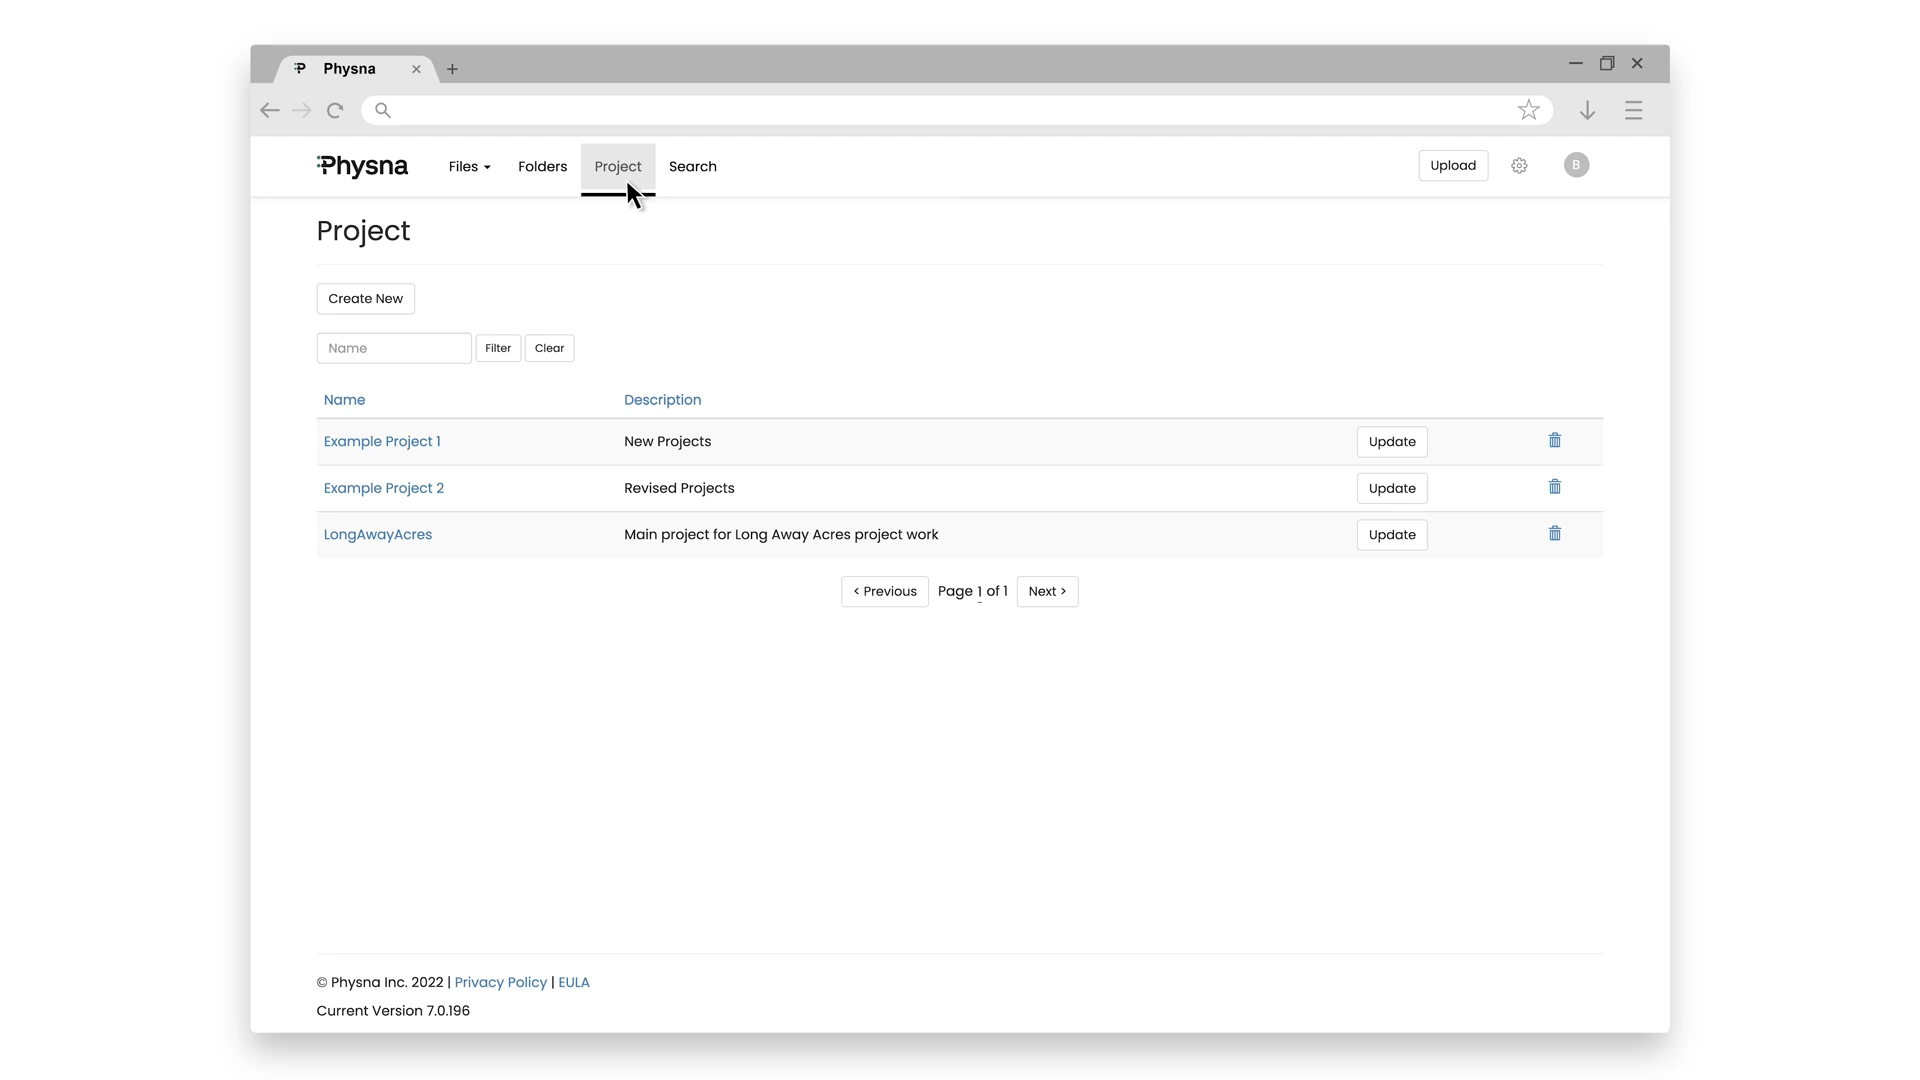 Physna
Physna Files Folders Project Search Upload B
Project
Create New
Name Filter Clear
Name Description
Example Project 1 New Projects Update
Example Project 2 Revised Projects Update
LongAwayAcres Main project for Long Away Acres project work Update
< Previous Page 1 of 1 Next >
© Physna Inc. 2022 | Privacy Policy | EULA
Current Version 7.0.196